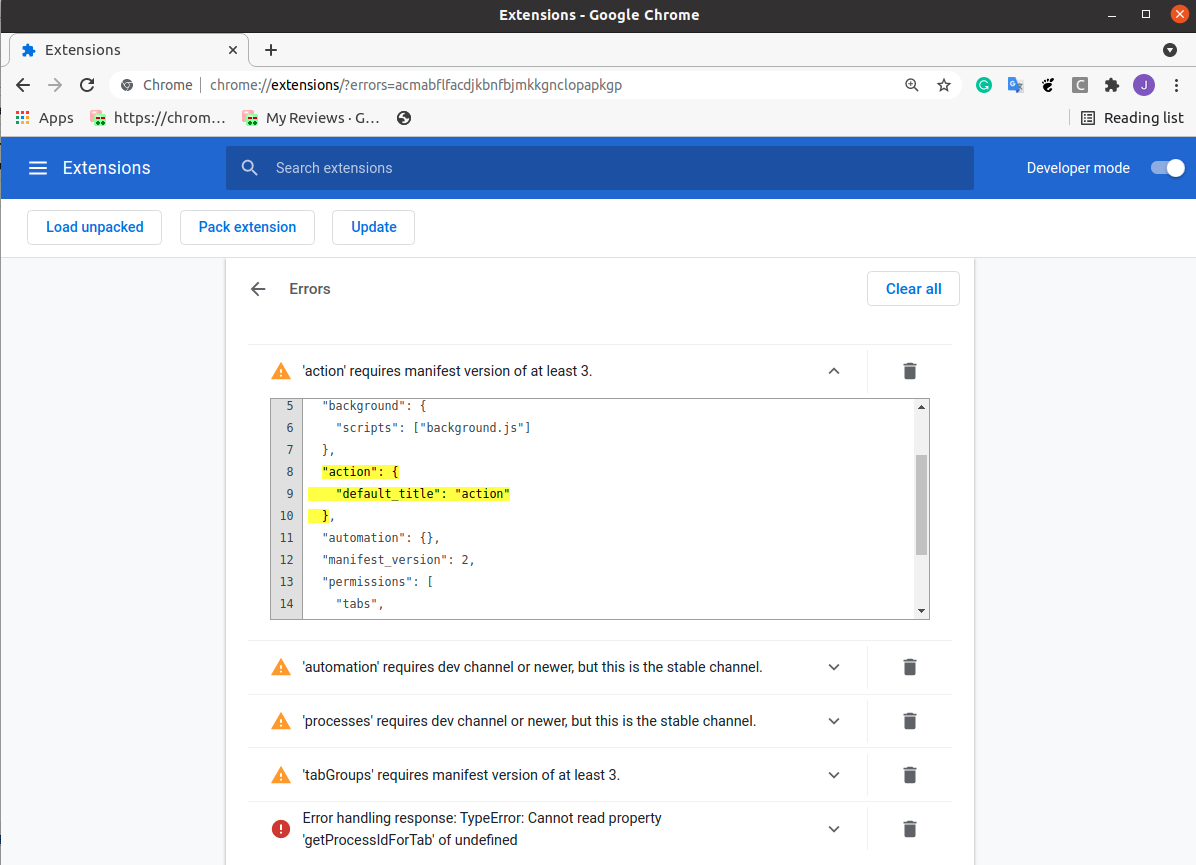 Extensions - Google Chrome
Extensions
Chrome | chrome://extensions/?errors=acmabflfacdjkbnfbjmkkgnclopapkgp
C
J
Apps
https://chrom...
My Reviews · G...
Reading list
Extensions
Search extensions
Developer mode
Load unpacked
Pack extension
Update
Errors
Clear all
'action' requires manifest version of at least 3.
5 "background": {
6 "scripts": ["background.js"]
7 },
8 "action": {
9 "default_title": "action"
10 },
11 "automation": {},
12 "manifest_version": 2,
13 "permissions": [
14 "tabs",
'automation' requires dev channel or newer, but this is the stable channel.
'processes' requires dev channel or newer, but this is the stable channel.
'tabGroups' requires manifest version of at least 3.
Error handling response: TypeError: Cannot read property
'getProcessIdForTab' of undefined